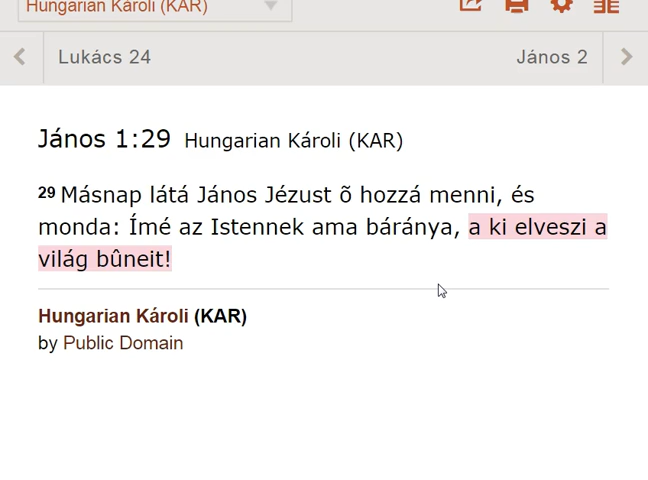 Hungarian Károli (KAR)
Lukács 24
János 2
János 1:29 Hungarian Károli (KAR)
29 Másnap látá János Jézust õ hozzá menni, és
monda: Ímé az Istennek ama báránya, a ki elveszi a
világ bûneit!
Hungarian Károli (KAR)
by Public Domain